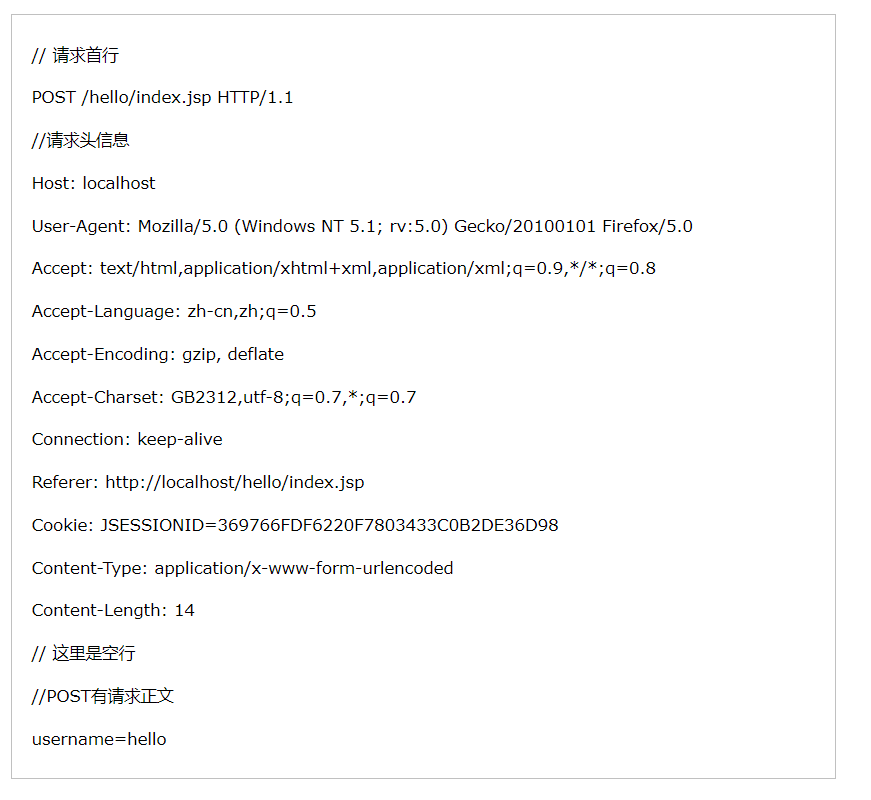 // 请求首行
POST /hello/index.jsp HTTP/1.1
//请求头信息
Host: localhost
User-Agent: Mozilla/5.0 (Windows NT 5.1; rv:5.0) Gecko/20100101 Firefox/5.0
Accept: text/html,application/xhtml+xml,application/xml;q=0.9,*/*;q=0.8
Accept-Language: zh-cn,zh;q=0.5
Accept-Encoding: gzip, deflate
Accept-Charset: GB2312,utf-8;q=0.7,*;q=0.7
Connection: keep-alive
Referer: http://localhost/hello/index.jsp
Cookie: JSESSIONID=369766FDF6220F7803433C0B2DE36D98
Content-Type: application/x-www-form-urlencoded
Content-Length: 14
// 这里是空行
//POST有请求正文
username=hello